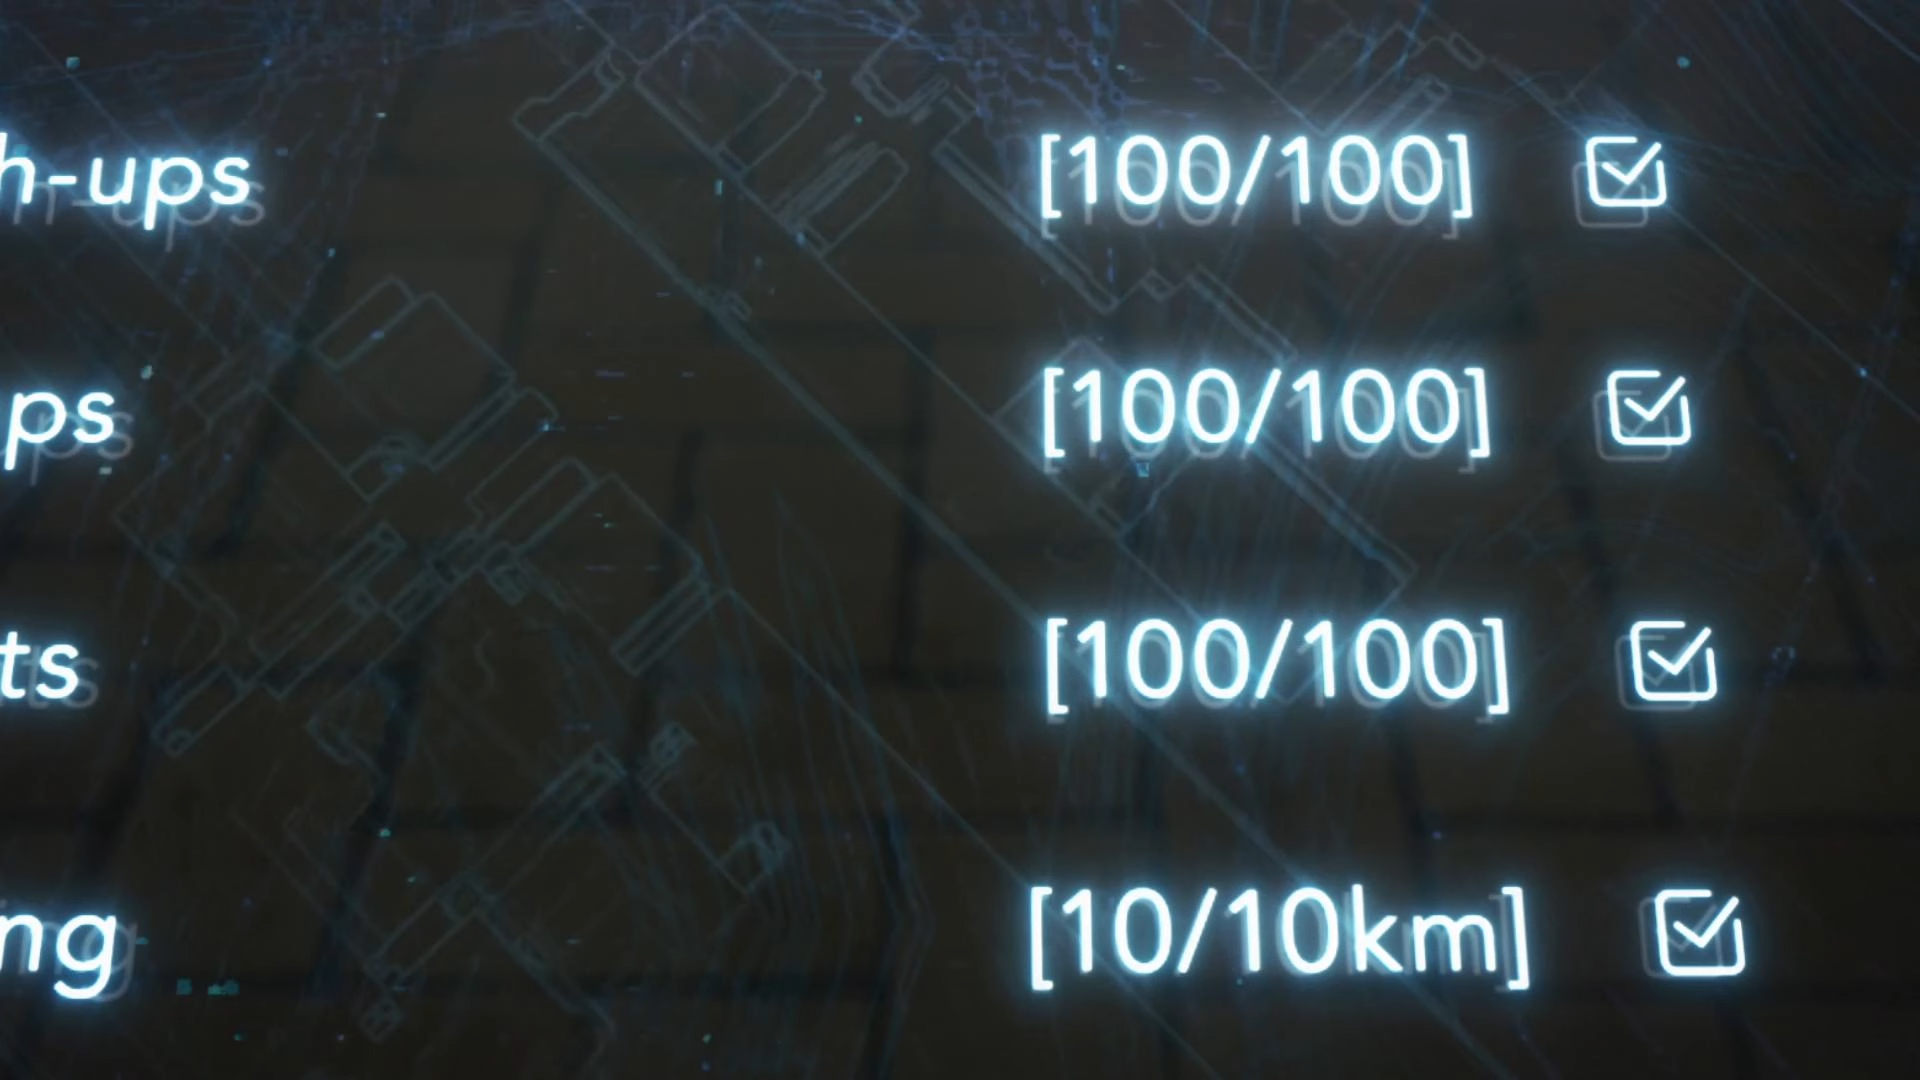 h-ups [100/100]
ps [100/100]
ts [100/100]
ng [10/10km]